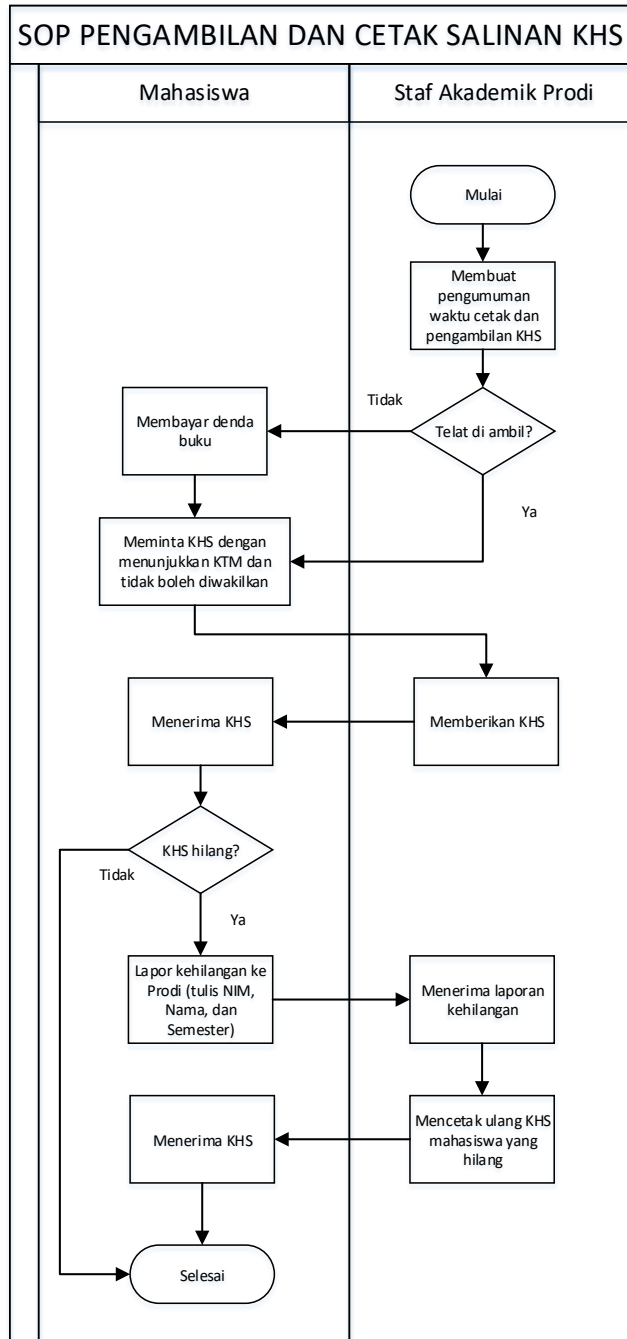 SOP PENGAMBILAN DAN CETAK SALINAN KHS
Mahasiswa
Staf Akademik Prodi
Mulai
Membuat
pengumuman
waktu cetak dan
pengambilan KHS
Tidak
Telat di ambil?
Membayar denda
buku
Ya
Meminta KHS dengan
menunjukkan KTM dan
tidak boleh diwakilkan
Menerima KHS
Memberikan KHS
KHS hilang?
Tidak
Ya
Lapor kehilangan ke
Prodi (tulis NIM,
Nama, dan
Semester)
Menerima laporan
kehilangan
Menerima KHS
Mencetak ulang KHS
mahasiswa yang
hilang
Selesai